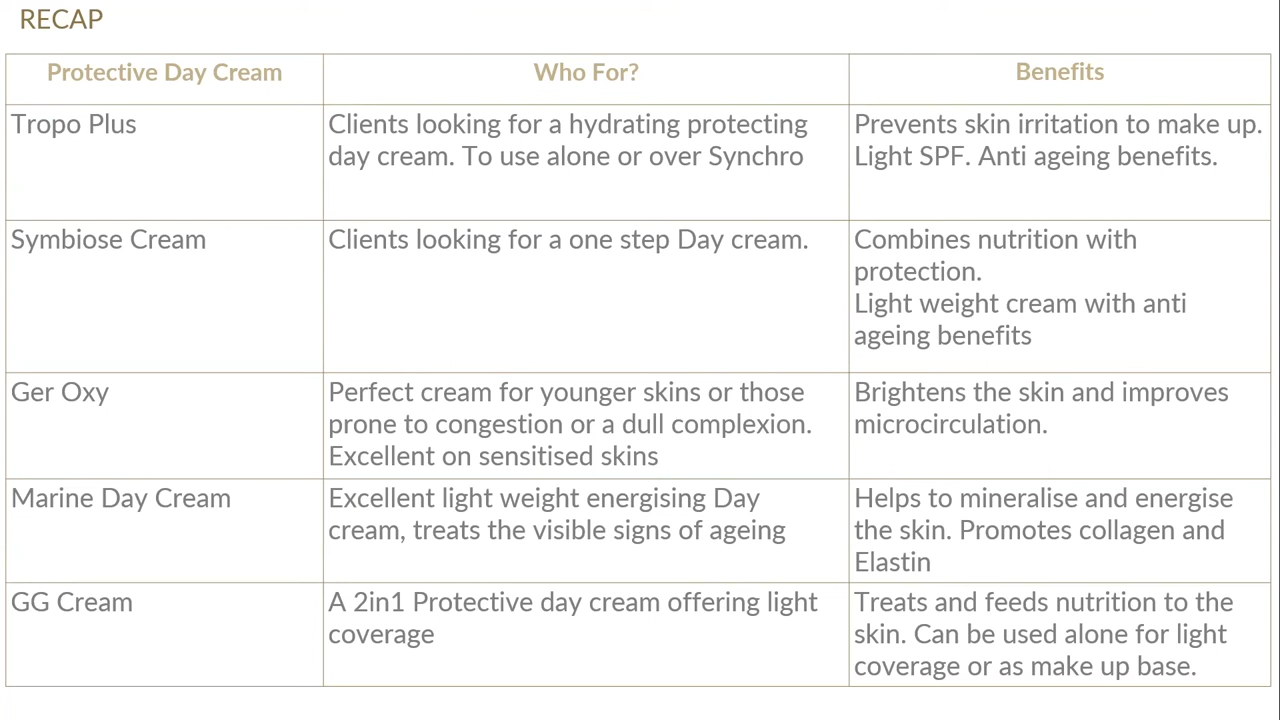 RECAP
Protective Day Cream
Who For?
Benefits
Tropo Plus
Clients looking for a hydrating protecting
day cream. To use alone or over Synchro
Prevents skin irritation to make up.
Light SPF. Anti ageing benefits.
Symbiose Cream
Clients looking for a one step Day cream.
Combines nutrition with
protection.
Light weight cream with anti
ageing benefits
Ger Oxy
Perfect cream for younger skins or those
prone to congestion or a dull complexion.
Excellent on sensitised skins
Brightens the skin and improves
microcirculation.
Marine Day Cream
Excellent light weight energising Day
cream, treats the visible signs of ageing
Helps to mineralise and energise
the skin. Promotes collagen and
Elastin
GG Cream
A 2in1 Protective day cream offering light
coverage
Treats and feeds nutrition to the
skin. Can be used alone for light
coverage or as make up base.